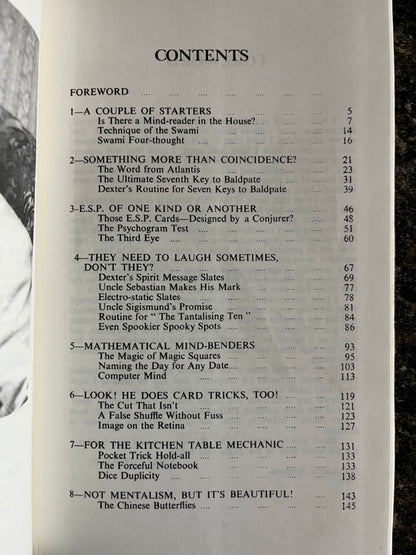 CONTENTS
FOREWORD .... .... .... .... .... ....
1—A COUPLE OF STARTERS .... .... .... 5
Is There a Mind-reader in the House? .... .... 7
Technique of the Swami .... .... .... 14
Swami Four-thought .... .... .... 16
2—SOMETHING MORE THAN COINCIDENCE? .... 21
The Word from Atlantis .... .... .... 23
The Ultimate Seventh Key to Baldpate .... .... 31
Dexter's Routine for Seven Keys to Baldpate .... 39
3—E.S.P. OF ONE KIND OR ANOTHER .... .... 46
Those E.S.P. Cards—Designed by a Conjurer? .... 48
The Psychogram Test .... .... .... 51
The Third Eye .... .... .... .... 60
4—THEY NEED TO LAUGH SOMETIMES,
DON'T THEY? .... .... .... .... 67
Dexter's Spirit Message Slates .... .... .... 69
Uncle Sebastian Makes His Mark .... .... 77
Electro-static Slates .... .... .... 78
Uncle Sigismund's Promise .... .... .... 81
Routine for " The Tantalising Ten " .... .... 84
Even Spookier Spooky Spots .... .... .... 86
5—MATHEMATICAL MIND-BENDERS .... .... 93
The Magic of Magic Squares .... .... .... 95
Naming the Day for Any Date.... .... .... 103
Computer Mind .... .... .... .... 113
6—LOOK! HE DOES CARD TRICKS, TOO! .... .... 119
The Cut That Isn't .... .... .... 121
A False Shuffle Without Fuss .... .... .... 123
Image on the Retina .... .... .... 127
7—FOR THE KITCHEN TABLE MECHANIC .... .... 131
Pocket Trick Hold-all .... .... .... 133
The Forceful Notebook .... .... .... 133
Dice Duplicity .... .... .... .... 138
8—NOT MENTALISM, BUT IT'S BEAUTIFUL! .... 143
The Chinese Butterflies .... .... .... .... 145